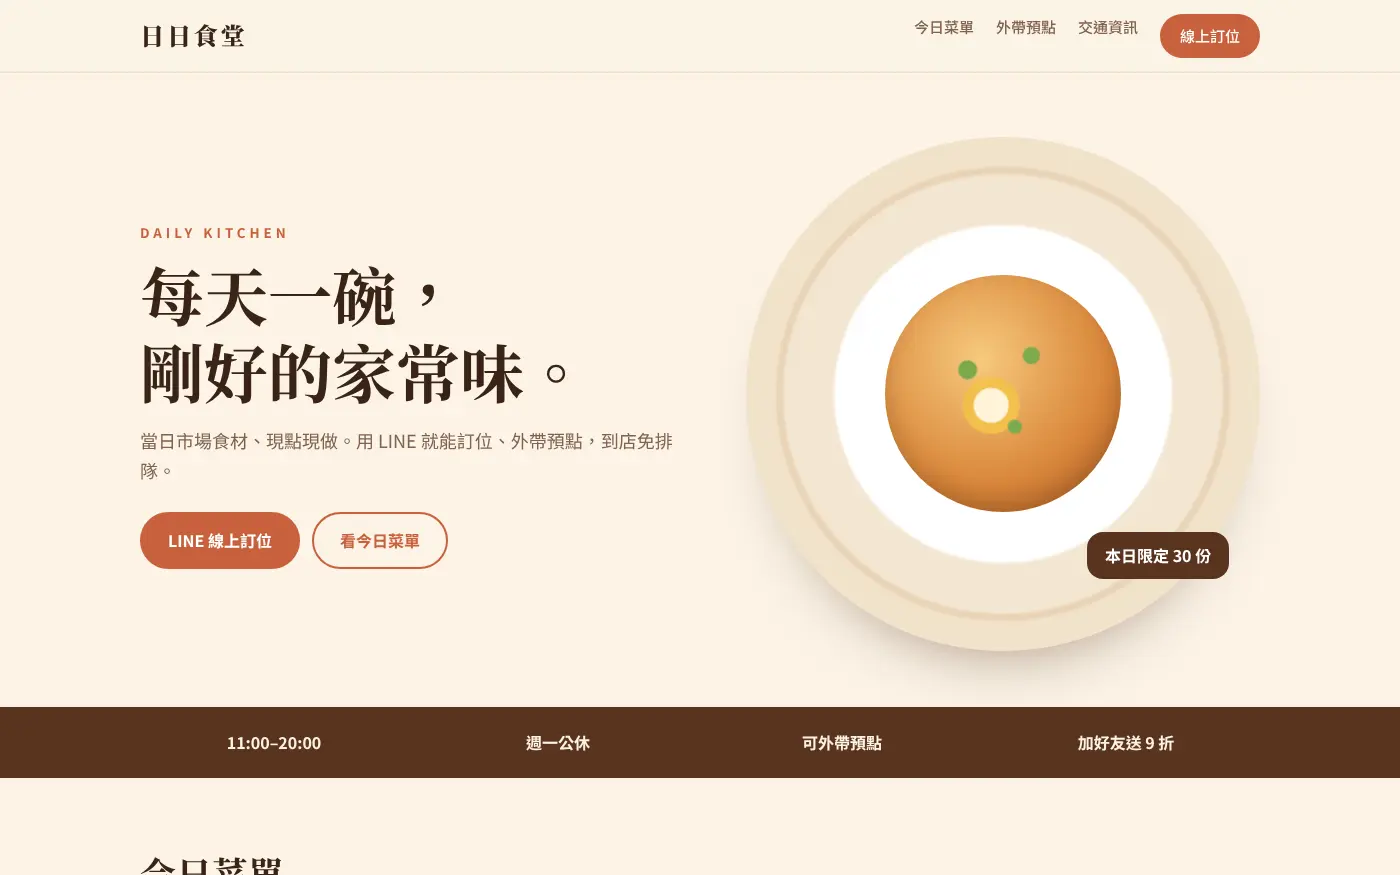 日日食堂
今日菜單
外帶預點
交通資訊
線上訂位
DAILY KITCHEN
每天一碗，
剛好的家常味。
當日市場食材、現點現做。用 LINE 就能訂位、外帶預點，到店免排
隊。
LINE 線上訂位
看今日菜單
本日限定 30 份
11:00–20:00
週一公休
可外帶預點
加好友送 9 折
今日菜單